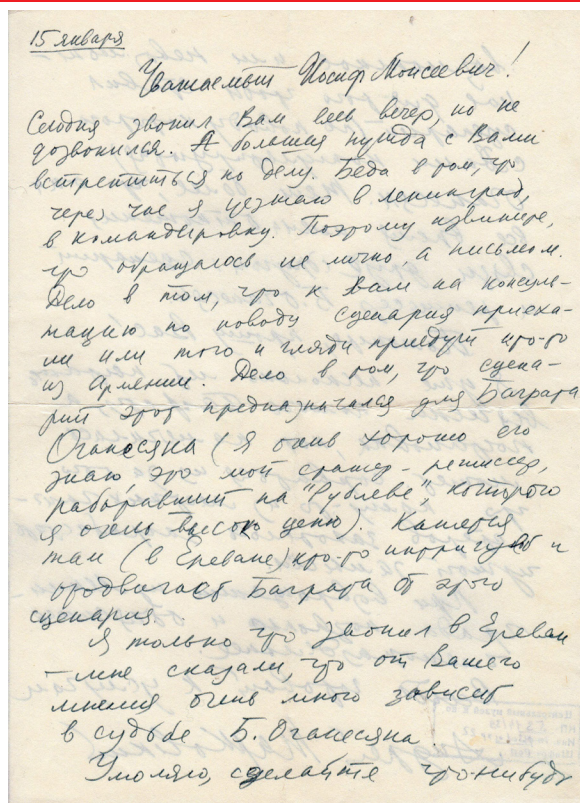 15 января
Уважаемый Иосиф Моисеевич!
Сегодня звонил Вам весь вечер, но не
дозвонился. А большая нужда с Вами
встретиться по делу. Беда в том, что
через час я уезжаю в Ленинград,
в командировку. Поэтому извините,
что обращаюсь не лично, а письмом.
Дело в том, что к Вам на консуль-
тацию по поводу сценария приеха-
ли или того и гляди приедут кто-то
из Армении. Дело в том, что сцена-
рий этот предназначался для Баграта
Оганесяна (Я очень хорошо его
знаю, это мой стажер-режиссер,
работавший на "Рублеве", которого
я очень высоко ценю). Кажется
там (в Ереване) кто-то интригует и
отодвигает Баграта от этого
сценария.
Я только что звонил в Ереван
- мне сказали, что от Вашего
мнения очень много зависит
в судьбе Б. Оганесяна
Умоляю, сделайте что-нибудь